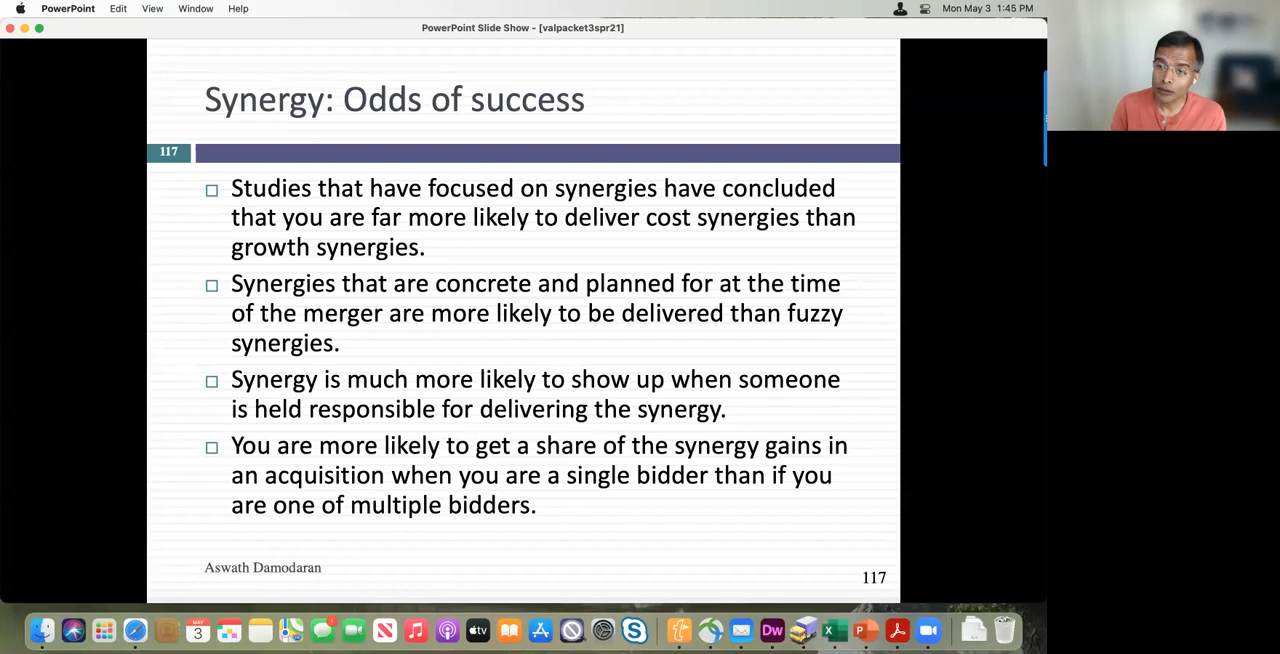 PowerPoint Edit View Window Help Mon May 3 1:45 PM
PowerPoint Slide Show - [valpacket3spr21]
Synergy: Odds of success
117
Studies that have focused on synergies have concluded
that you are far more likely to deliver cost synergies than
growth synergies.
Synergies that are concrete and planned for at the time
of the merger are more likely to be delivered than fuzzy
synergies.
Synergy is much more likely to show up when someone
is held responsible for delivering the synergy.
You are more likely to get a share of the synergy gains in
an acquisition when you are a single bidder than if you
are one of multiple bidders.
Aswath Damodaran
117
MAY
3
tv
Dw